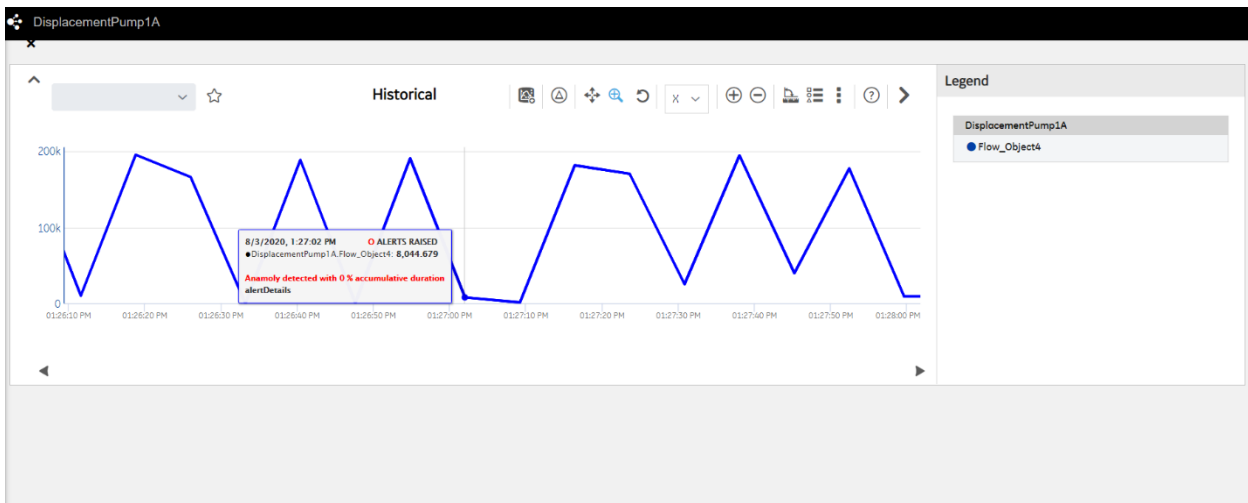 DisplacementPump1A
×
Historical
X
?
Legend
DisplacementPump1A
Flow_Object4
200k
100k
0
8/3/2020, 1:27:02 PM 0 ALERTS RAISED
DisplacementPump1A.Flow_Object4: 8,044.679
Anamoly detected with 0 % accumulative duration
alertDetails
01:26:10 PM 01:26:20 PM 01:26:30 PM 01:26:40 PM 01:26:50 PM 01:27:00 PM 01:27:10 PM 01:27:20 PM 01:27:30 PM 01:27:40 PM 01:27:50 PM 01:28:00 PM